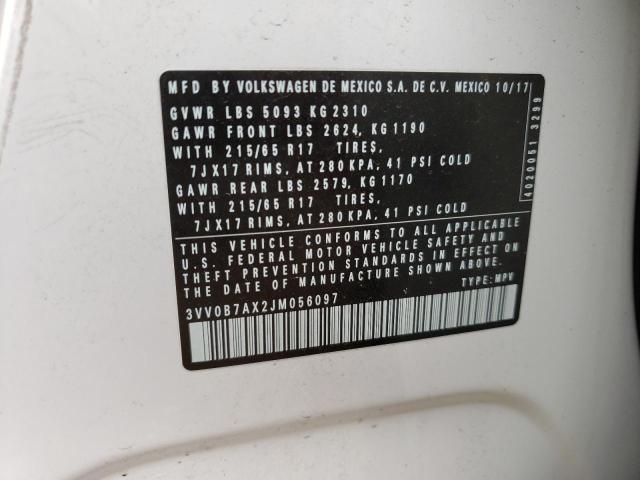 MFD BY VOLKSWAGEN DE MEXICO S.A. DE C.V. MEXICO 10/17
GVWR LBS 5093 KG 2310
GAWR FRONT LBS 2624, KG 1190
WITH 215/65 R17 TIRES,
7JX17 RIMS, AT 280 KPA, 41 PSI COLD
GAWR REAR LBS 2579, KG 1170
WITH 215/65 R17 TIRES,
7JX17 RIMS, AT 280 KPA, 41 PSI COLD
THIS VEHICLE CONFORMS TO ALL APPLICABLE
U.S. FEDERAL MOTOR VEHICLE SAFETY AND
THEFT PREVENTION STANDARDS IN EFFECT ON
THE DATE OF MANUFACTURE SHOWN ABOVE.
3VV0B7AX2JM056097 TYPE: MPV
4020051 3299